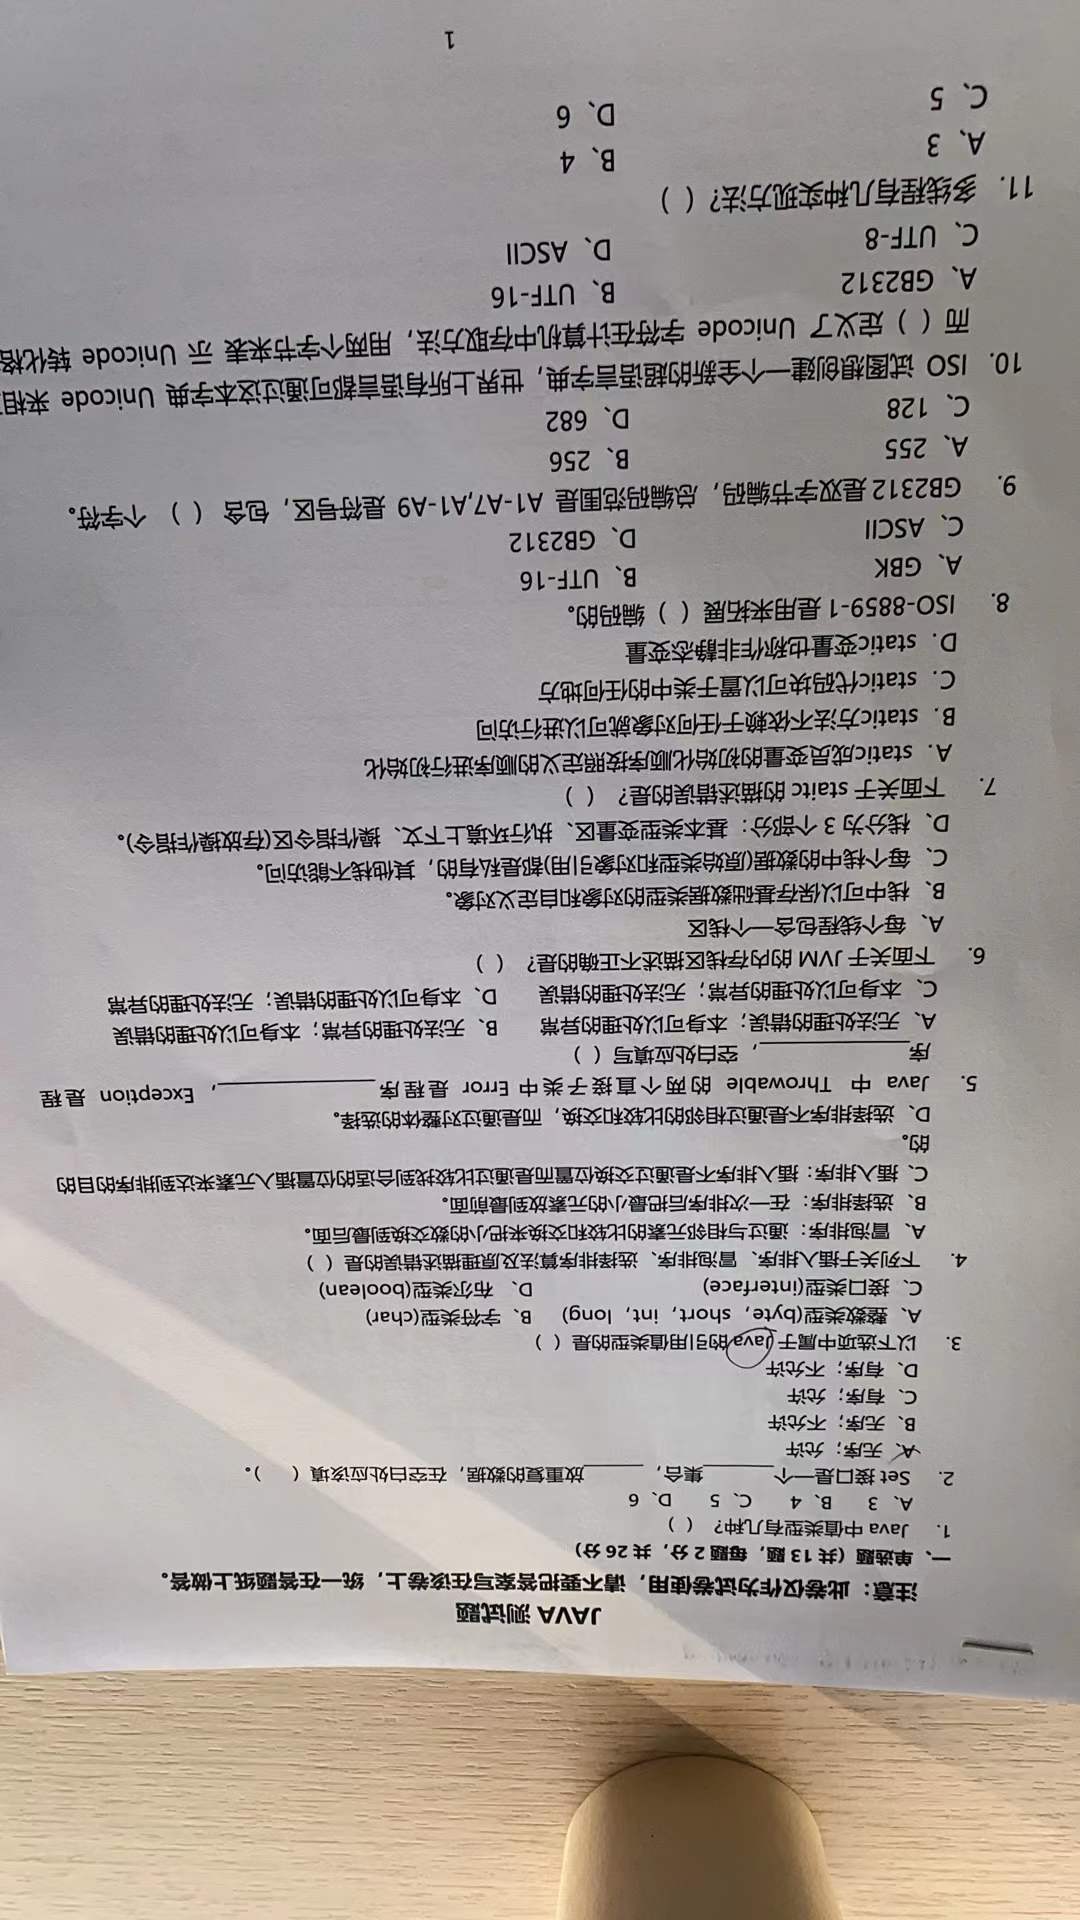 JAVA 测试题
注意：此卷仅作为试卷使用，请不要把答案写在该卷上，统一在答题纸上做答。
一、单选题（共 13 题，每题 2 分，共 26 分）
1. Java 中值类型有几种？（ ）
A、3 B、4 C、5 D、6
2. Set 接口是一个______集合，______放重复的数据，在空白处应该填（ ）。
A、无序；允许
B、无序；不允许
C、有序；允许
D、有序；不允许
3. 以下选项中属于 Java 的引用值类型的是（ ）
A、整数类型(byte，short，int，long) B、字符类型(char)
C、接口类型(interface) D、布尔类型(boolean)
4. 下列关于插入排序、冒泡排序、选择排序算法及原理描述错误的是（ ）
A、冒泡排序：通过与相邻元素的比较和交换来把小的数交换到最后面。
B、选择排序：在一次排序后把最小的元素放到最前面。
C、插入排序：插入排序不是通过交换位置而是通过比较找到合适的位置插入元素来达到排序的目的
的。
D、选择排序不是通过相邻的比较和交换，而是通过对整体的选择。
5. Java 中 Throwable 的两个直接子类中 Error 是程序____________，Exception 是程
序____________，空白处应填写（ ）
A、无法处理的错误；本身可以处理的异常 B、无法处理的异常；本身可以处理的错误
C、本身可以处理的异常；无法处理的错误 D、本身可以处理的错误；无法处理的异常
6. 下面关于 JVM 的内存栈区描述不正确的是？（ ）
A、每个线程包含一个栈区
B、栈中可以保存基础数据类型的对象和自定义对象。
C、每个栈中的数据(原始类型和对象引用)都是私有的，其他栈不能访问。
D、栈分为 3 个部分：基本类型变量区、执行环境上下文、操作指令区(存放操作指令)。
7. 下面关于 staitc 的描述错误的是？（ ）
A. static成员变量的初始化顺序按照定义的顺序进行初始化
B. static方法不依赖于任何对象就可以进行访问
C. static代码块可以置于类中的任何地方
D. static变量也称作非静态变量
8. ISO-8859-1 是用来拓展（ ）编码的。
A、GBK B、UTF-16
C、ASCII D、GB2312
9. GB2312 是双字节编码，总编码范围是 A1-A7,A1-A9 是符号区，包含（ ）个字符。
A、255 B、256
C、128 D、682
10. ISO 试图想创建一个全新的超语言字典，世界上所有语言都可通过这本字典 Unicode 来相
而（ ）定义了 Unicode 字符在计算机中存取方法，用两个字节来表 示 Unicode 转化格
A、GB2312 B、UTF-16
C、UTF-8 D、ASCII
11. 多线程有几种实现方法？（ ）
A、3 B、4
C、5 D、6
1